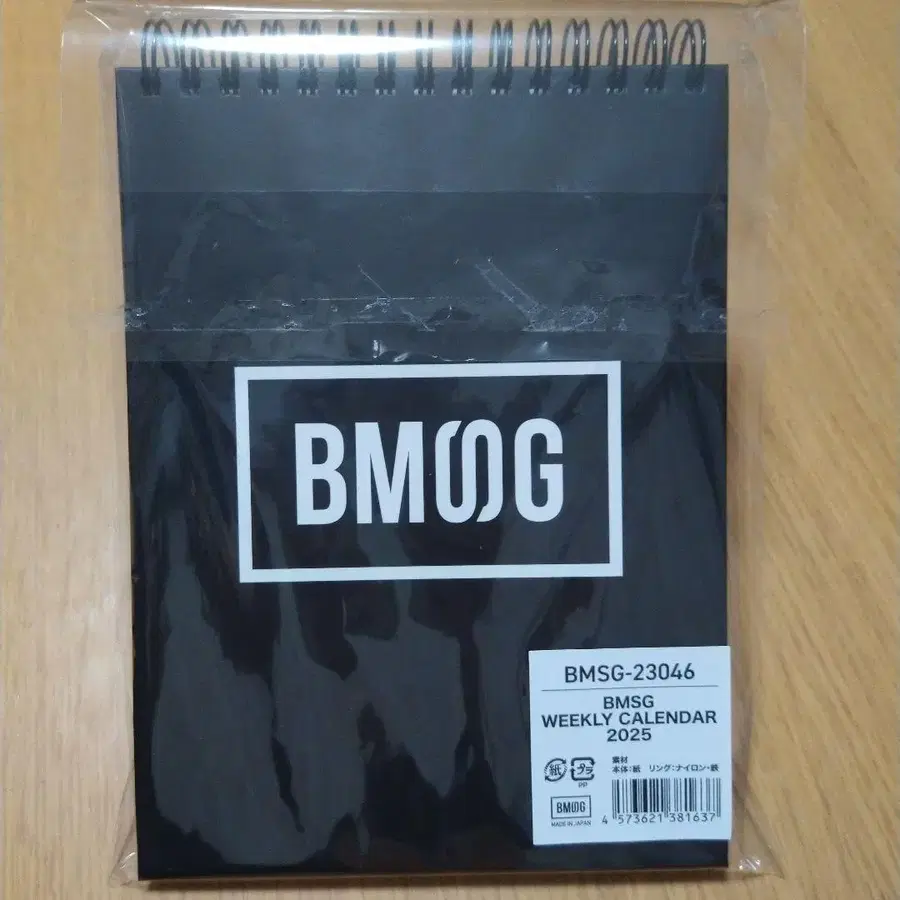 BMSG
BMSG-23046
BMSG
WEEKLY CALENDAR
2025
紙
プラ
PP
素材
本体:紙 リング:ナイロン・鉄
BMSG
MADE IN JAPAN
4 573621 381637